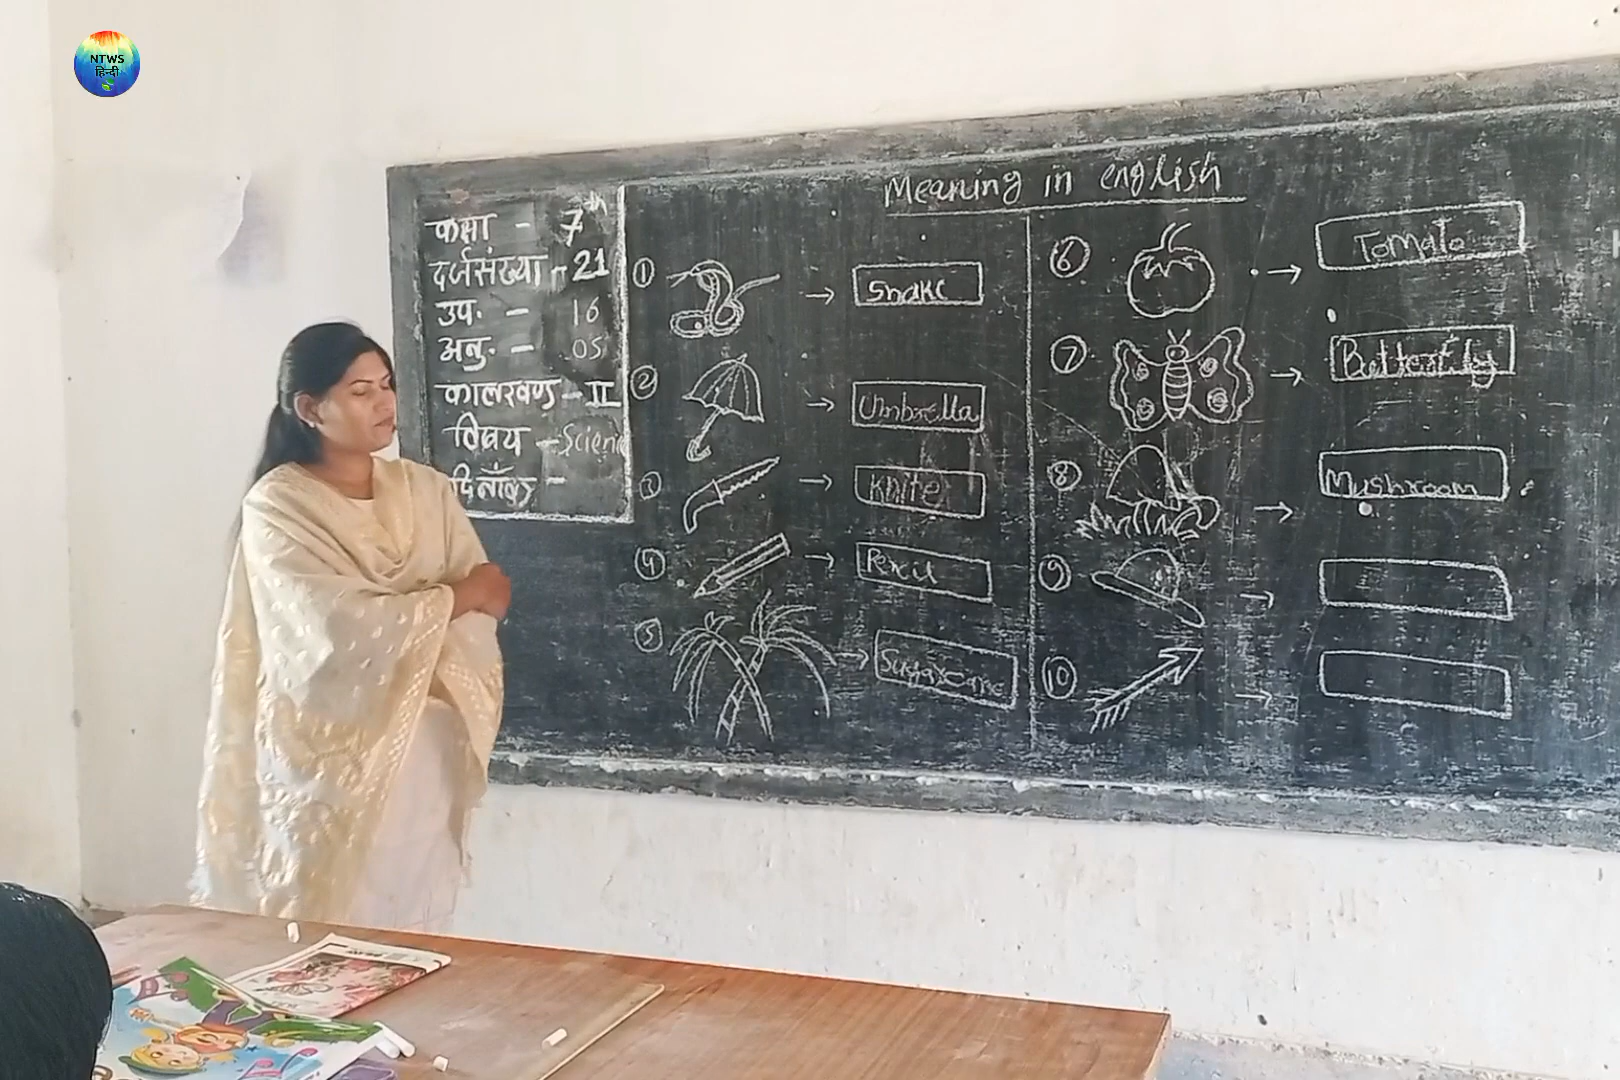 NTWS
हिन्दी
Meaning in english
कक्षा - 7th
दर्जसंख्या - 21
उप. - 16
अनु. - 05
कालखण्ड - II
विषय - Scienc
दिनाँक -
① → Snake
② → Umbrella
③ → Knife
④ → Pencil
⑤ → Sugarcane
⑥ → Tomato
⑦ → Butterfly
⑧ → Mushroom
⑨ →
⑩ →